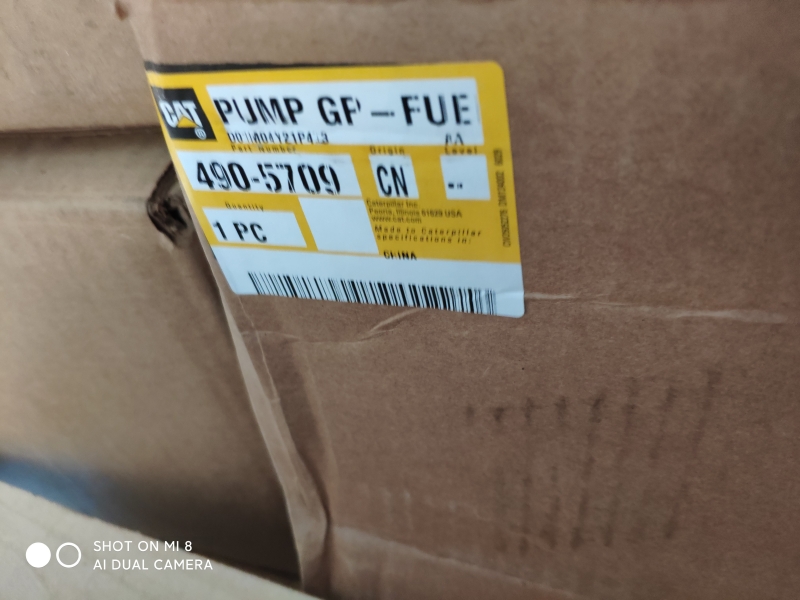 CAT PUMP GP – FUE
Part Number
Origin
Level
490-5709
CN
Quantity
1 PC
Caterpillar Inc.
Peoria, Illinois 61629 USA
www.cat.com
Made to Caterpillar
specifications in:
CHINA
SHOT ON MI 8
AI DUAL CAMERA